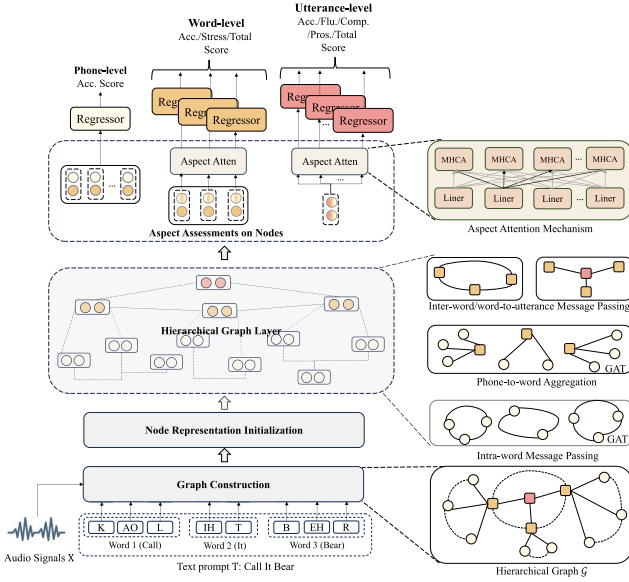 Word-level
Acc./Stress/Total
Score
Utterance-level
Acc./Flu./Comp.
/Pros./Total
Score
Phone-level
Acc. Score
Regressor
Regressor
Regressor
Regressor
Regressor
Regressor
Regressor
...
Aspect Atten
Aspect Atten
...
...
Aspect Assessments on Nodes
MHCA
MHCA
MHCA
...
MHCA
Liner
Liner
Liner
...
Liner
Aspect Attention Mechanism
Hierarchical Graph Layer
Inter-word/word-to-utterance Message Passing
GAT
Phone-to-word Aggregation
GAT
Intra-word Message Passing
Node Representation Initialization
Graph Construction
K
AO
L
IH
T
B
EH
R
Word 1 (Call)
Word 2 (It)
Word 3 (Bear)
Audio Signals X
Text prompt T: Call It Bear
Hierarchical Graph 𝒢